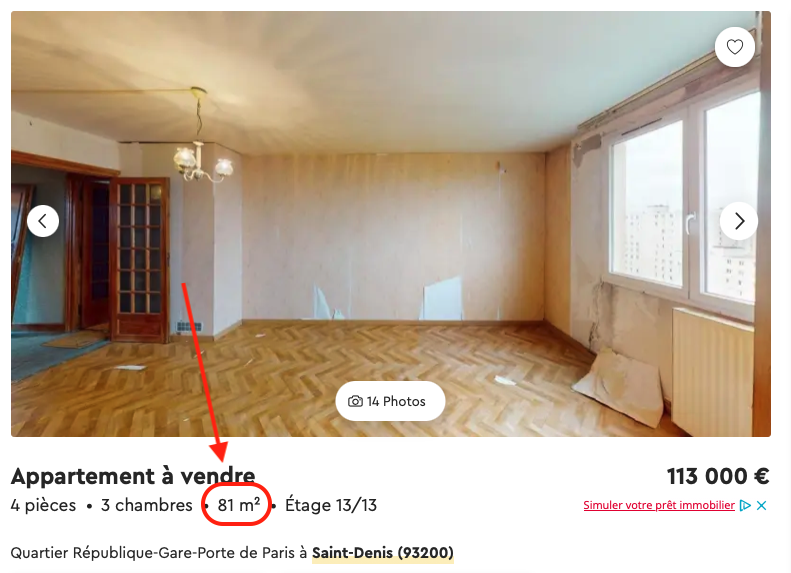 14 Photos
Appartement à vendre
113 000 €
4 pièces • 3 chambres • 81 m² • Étage 13/13
Simuler votre prêt immobilier
Quartier République-Gare-Porte de Paris à Saint-Denis (93200)